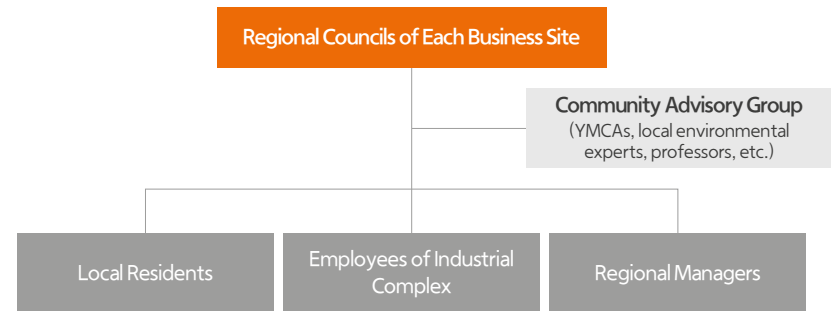 Regional Councils of Each Business Site
Community Advisory Group
(YMCAs, local environmental
experts, professors, etc.)
Local Residents
Employees of Industrial
Complex
Regional Managers